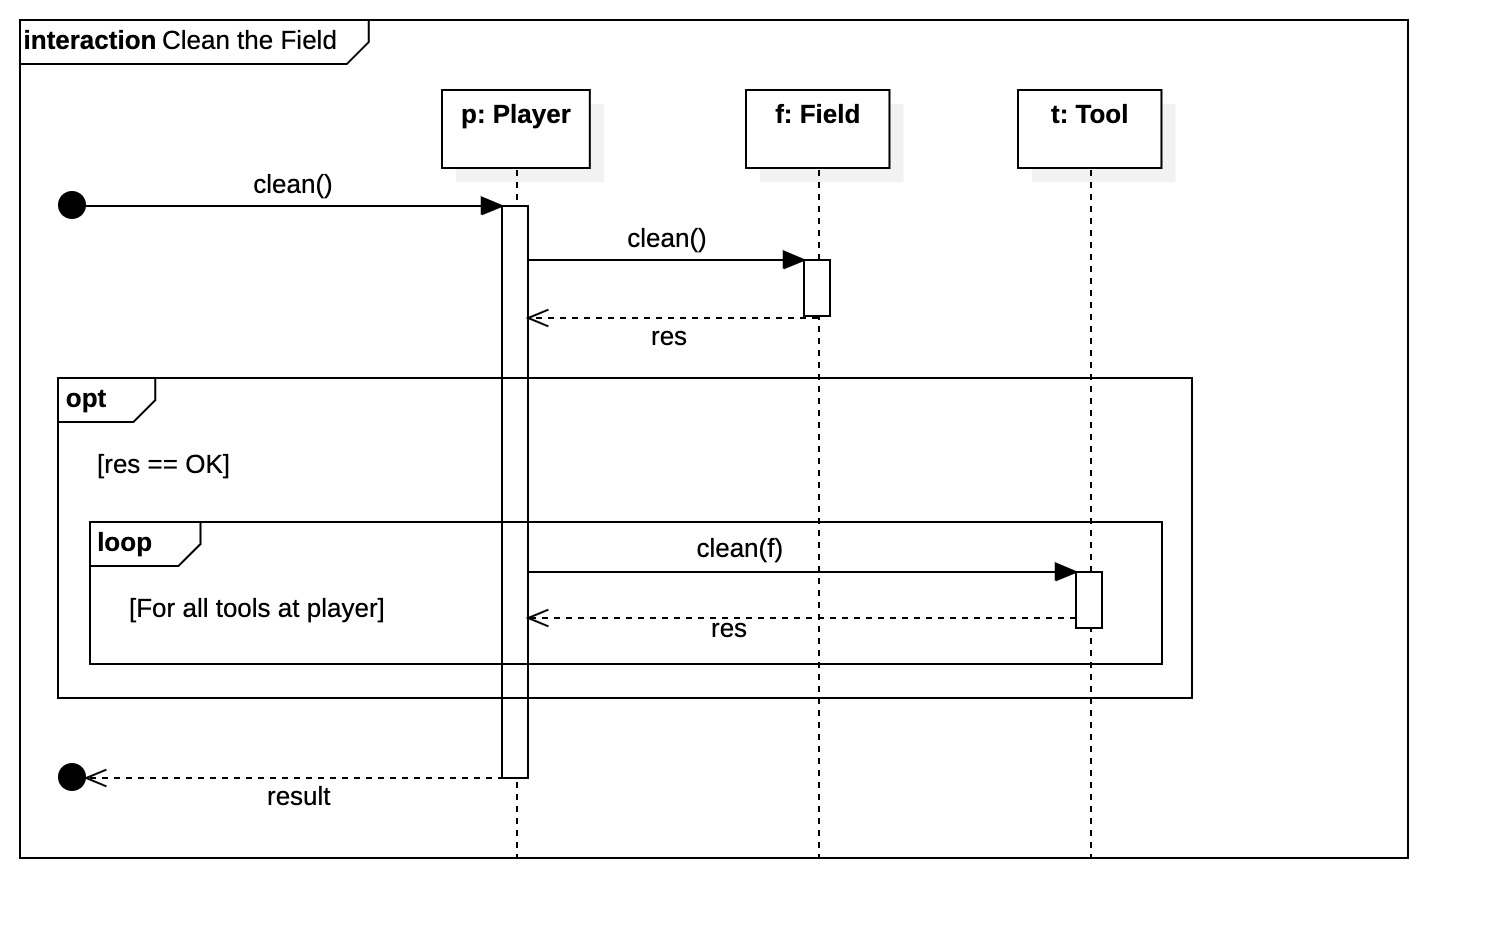 interaction Clean the Field
p: Player
f: Field
t: Tool
clean()
clean()
res
opt
[res == OK]
loop
clean(f)
[For all tools at player]
res
result